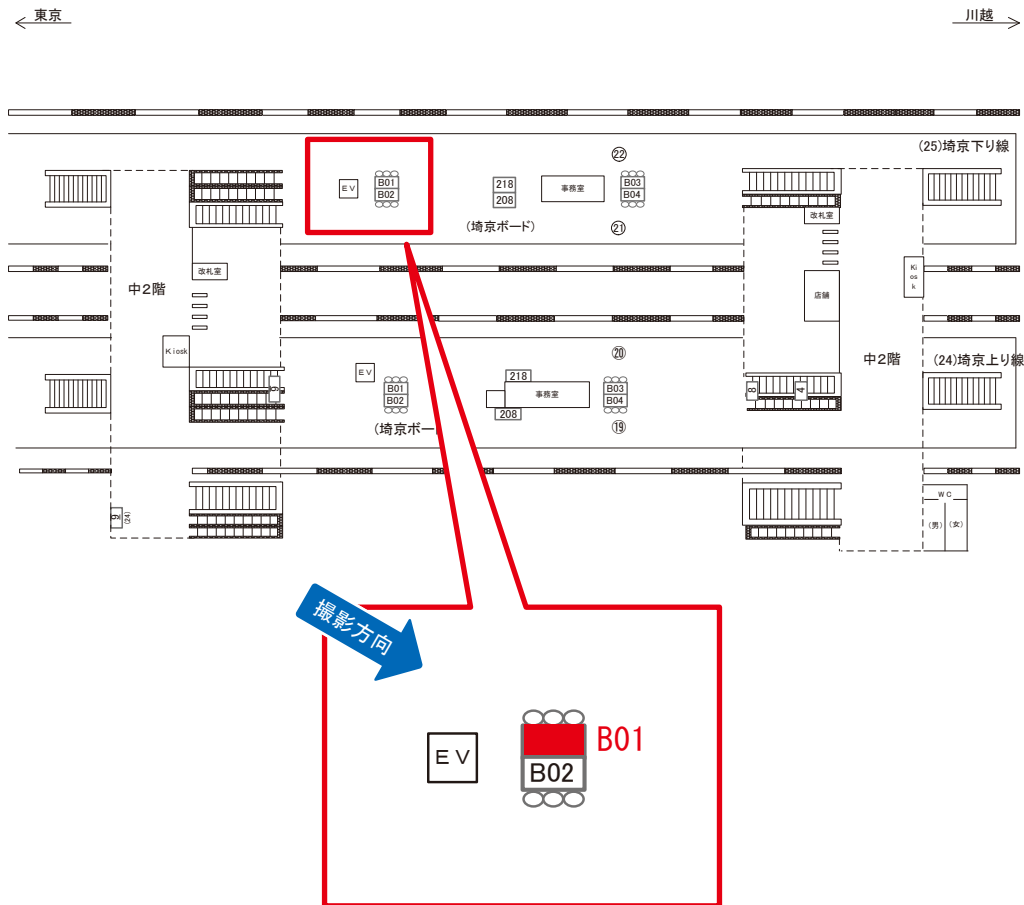 東京
川越
㉒
(25)埼京下り線
EV
B01
B02
218
208
事務室
B03
B04
(埼京ボード)
㉑
改札室
改札室
中2階
Kiosk
店舗
Kiosk
⑳
中2階
(24)埼京上り線
Kiosk
EV
B01
B02
218
事務室
208
B03
B04
9
8
4
(埼京ボー
⑲
9
(24)
WC
(男)
(女)
撮影方向
EV
B01
B02